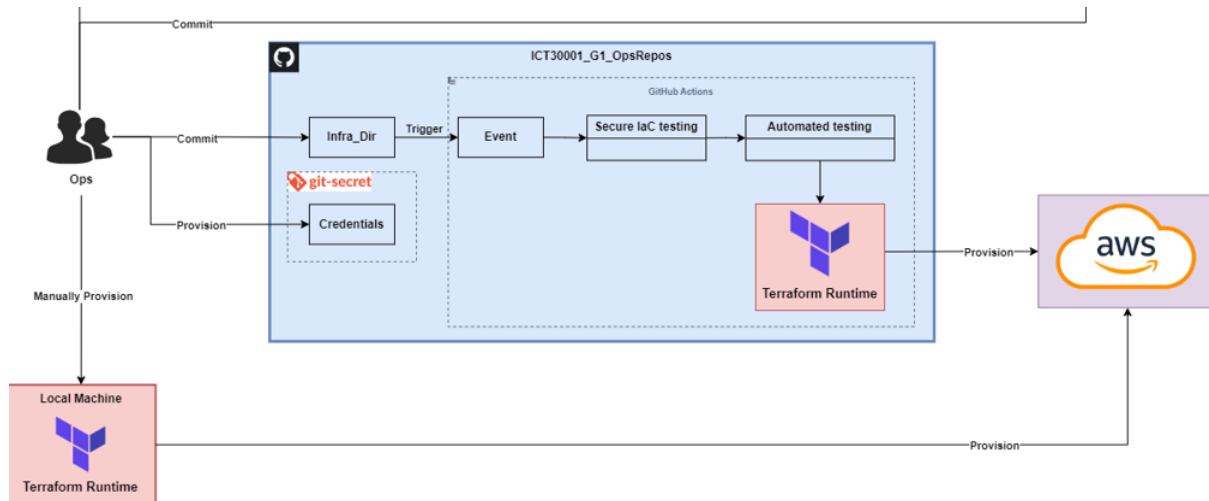 Commit
ICT30001_G1_OpsRepos
GitHub Actions
Commit
Infra_Dir
Trigger
Event
Secure IaC testing
Automated testing
Ops
git-secret
Provision
Credentials
Terraform Runtime
Provision
aws
Manually Provision
Local Machine
Terraform Runtime
Provision